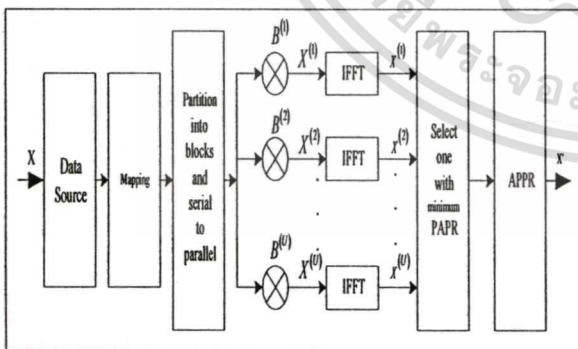 B(1) X(1) IFFT x(1)
B(2) X(2) IFFT x(2)
B(U) X(U) IFFT x(U)
X
Data
Source
Mapping
Partition
into
blocks
and
serial
to
parallel
Select
one
with
minimum
PAPR
APPR
x'